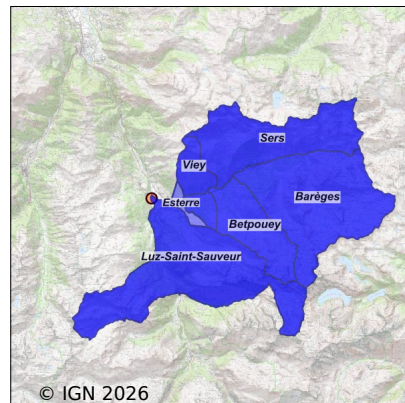 Sers
Viey
Barèges
Esterre
Betpouey
Luz-Saint-Sauveur
© IGN 2026